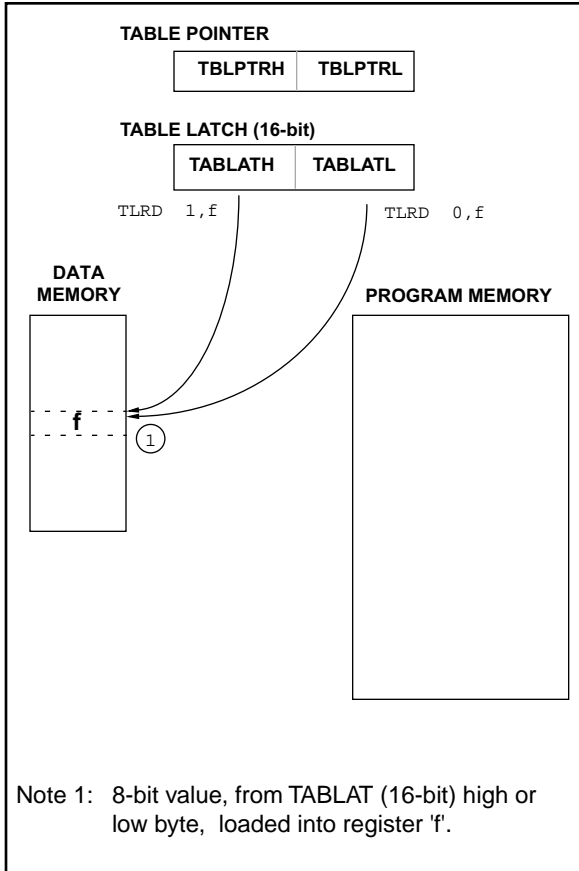 TABLE POINTER
TBLPTRH TBLPTRL
TABLE LATCH (16-bit)
TABLATH TABLATL
TLRD 1,f
TLRD 0,f
DATA
MEMORY
PROGRAM MEMORY
f
1
Note 1: 8-bit value, from TABLAT (16-bit) high or
low byte, loaded into register 'f'.